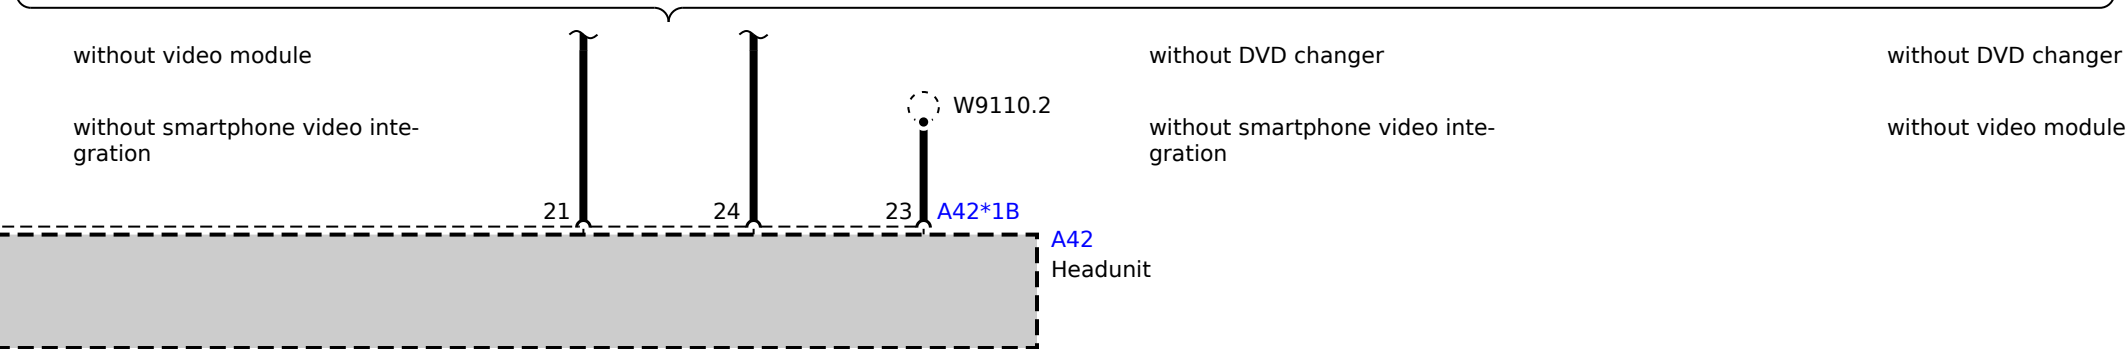 without video module
without DVD changer
without DVD changer
W9110.2
without smartphone video inte-
gration
without smartphone video inte-
gration
without video module
21
24
23
A42*1B
A42
Headunit